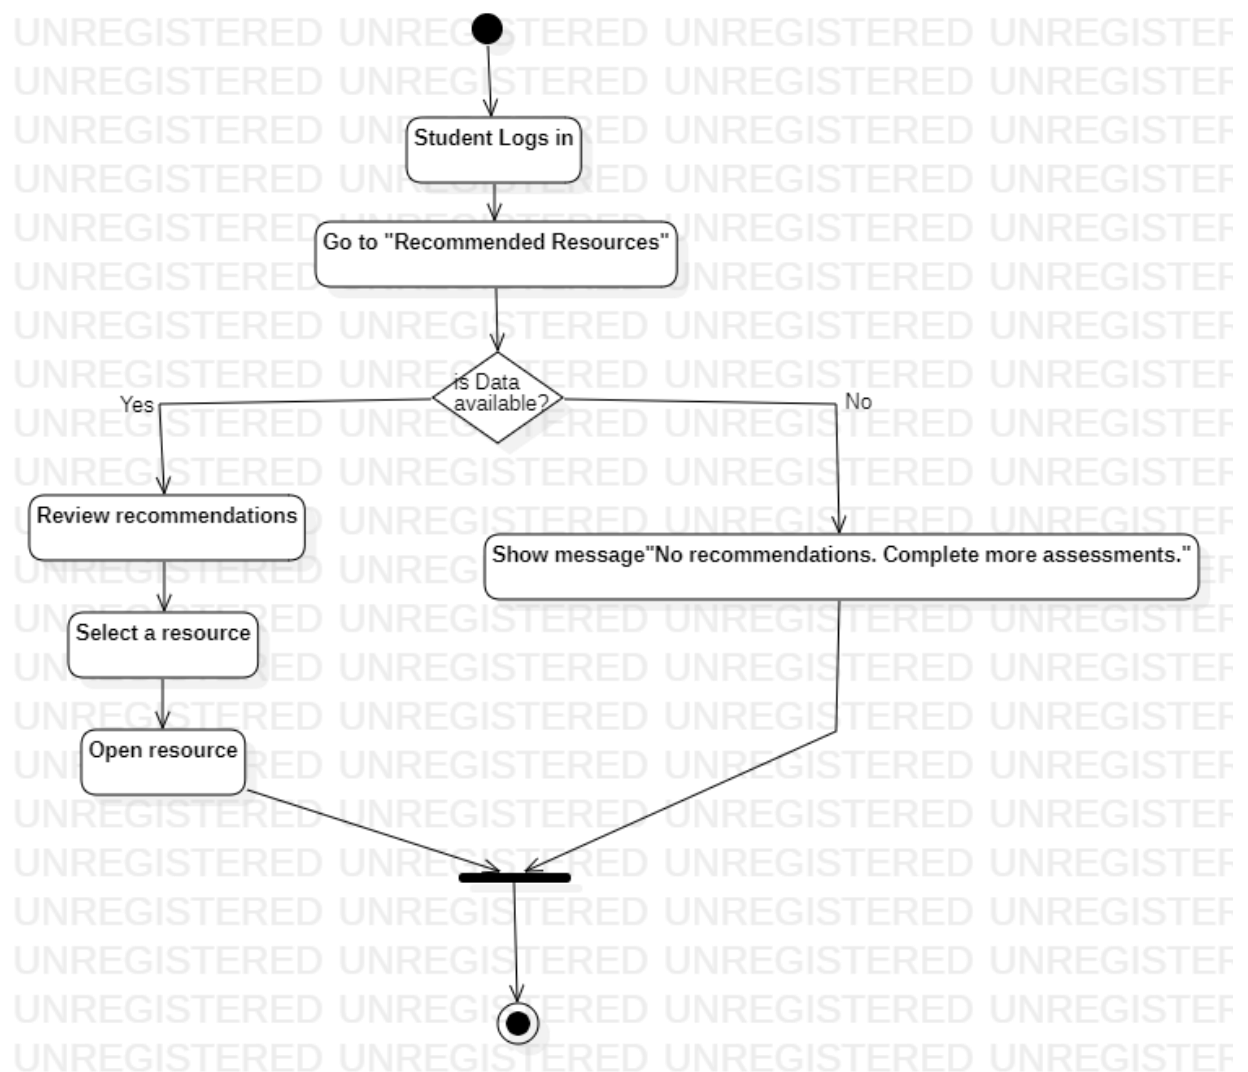 Student Logs in
Go to "Recommended Resources"
is Data
available?
Yes
No
Review recommendations
Show message"No recommendations. Complete more assessments."
Select a resource
Open resource
UNREGISTERED